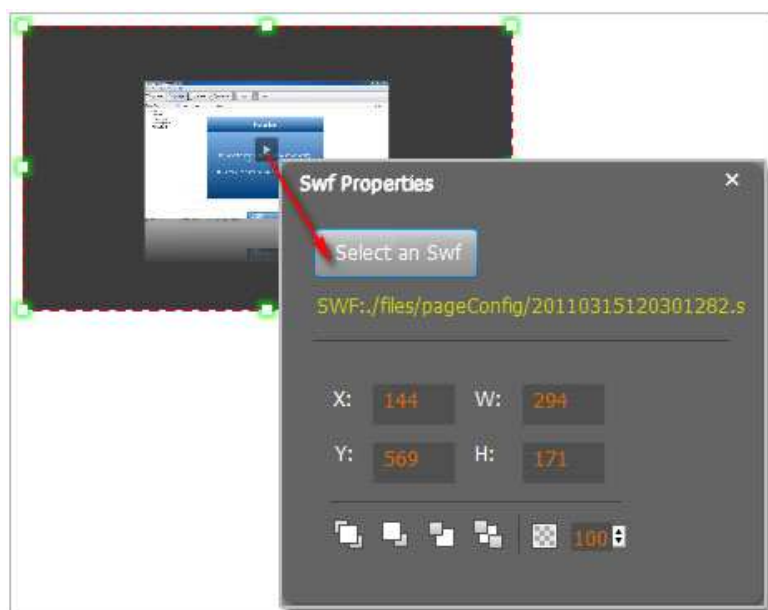 Swf Properties
Select an Swf
SWF:./files/pageConfig/20110315120301282.s
X: 144 W: 294
Y: 569 H: 171
100